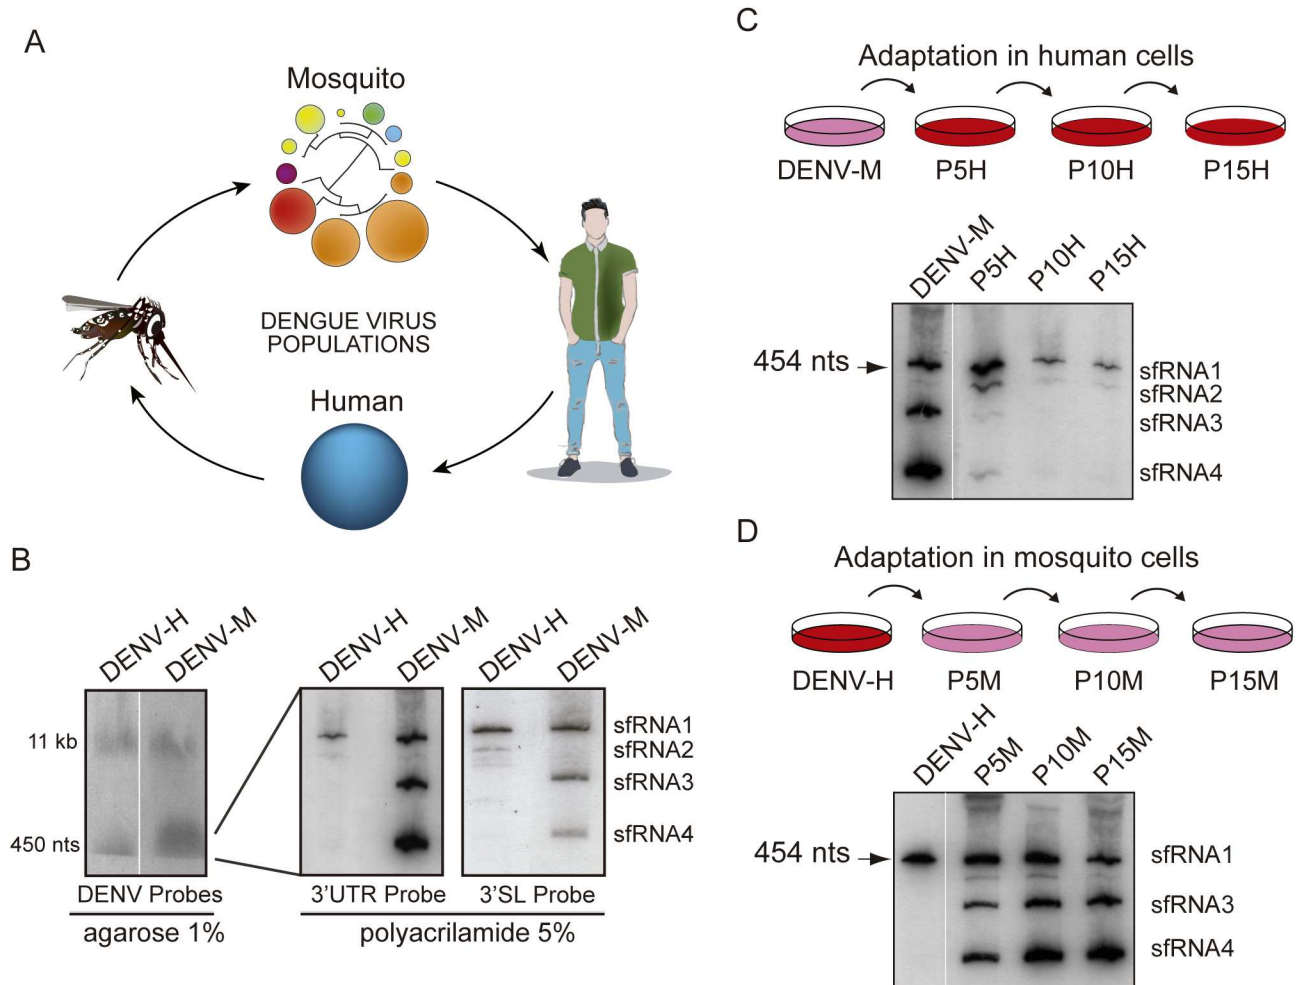 A
Mosquito
DENGUE VIRUS
POPULATIONS
Human
B
DENV-H
DENV-M
DENV-H
DENV-M
DENV-H
DENV-M
11 kb
450 nts
sfRNA1
sfRNA2
sfRNA3
sfRNA4
DENV Probes
3'UTR Probe
3'SL Probe
agarose 1%
polyacrilamide 5%
C
Adaptation in human cells
DENV-M
P5H
P10H
P15H
DENV-M
P5H
P10H
P15H
454 nts
sfRNA1
sfRNA2
sfRNA3
sfRNA4
D
Adaptation in mosquito cells
DENV-H
P5M
P10M
P15M
DENV-H
P5M
P10M
P15M
454 nts
sfRNA1
sfRNA3
sfRNA4